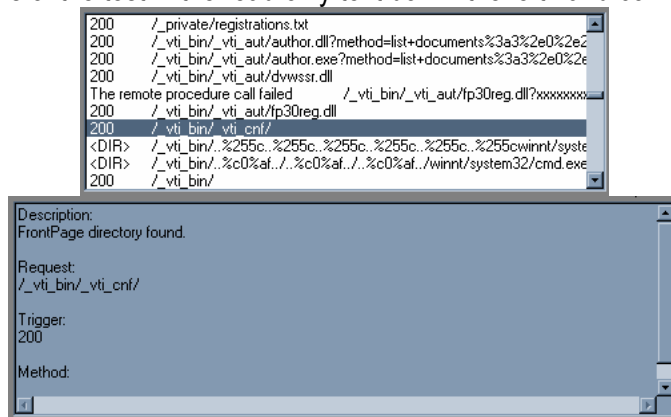 200 /_private/registrations.txt
200 /_vti_bin/_vti_aut/author.dll?method=list+documents%3a3%2e0%2e2
200 /_vti_bin/_vti_aut/author.exe?method=list+documents%3a3%2e0%2e
200 /_vti_bin/_vti_aut/dvwssr.dll
The remote procedure call failed /_vti_bin/_vti_aut/fp30reg.dll?xxxxxxxx
200 /_vti_bin/_vti_aut/fp30reg.dll
200 /_vti_bin/_vti_cnf/
<DIR> /_vti_bin/..%255c..%255c..%255c..%255c..%255c..%255cwinnt/syste
<DIR> /_vti_bin/..%c0%af../..%c0%af../..%c0%af../winnt/system32/cmd.exe
200 /_vti_bin/
Description:
FrontPage directory found.
Request:
/_vti_bin/_vti_cnf/
Trigger:
200
Method: